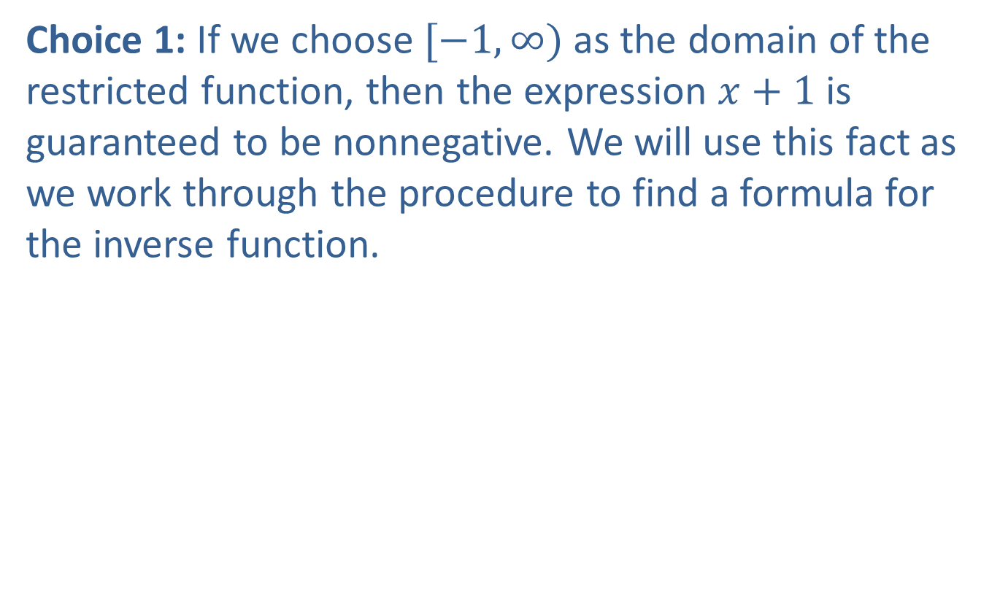 Choice 1: If we choose [−1, ∞) as the domain of the
restricted function, then the expression x + 1 is
guaranteed to be nonnegative. We will use this fact as
we work through the procedure to find a formula for
the inverse function.